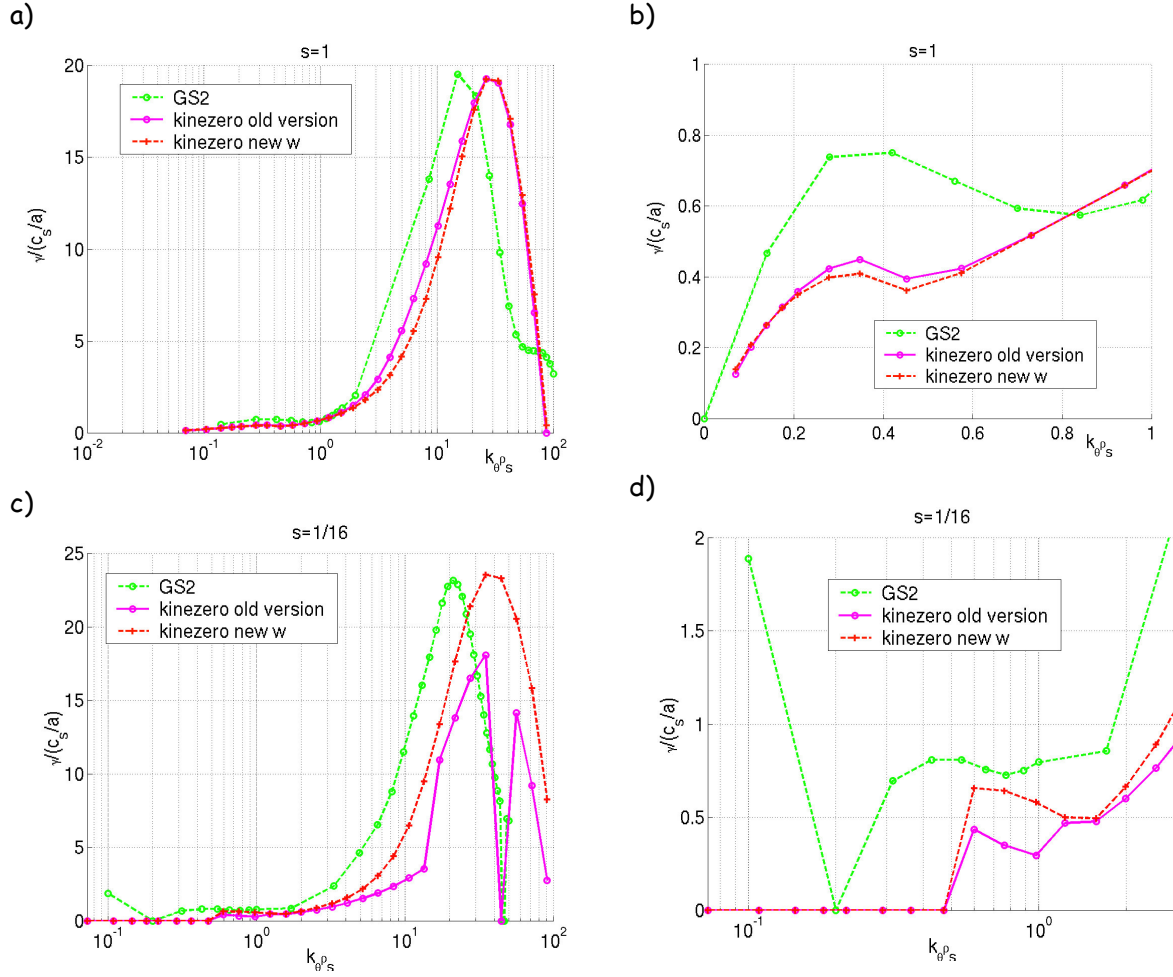 a)
s=1
20
15
10
5
0
γ/(c_s/a)
GS2
kinezero old version
kinezero new w
10^-2
10^-1
10^0
10^1
10^2
k_θρ_s
b)
s=1
1
0.8
0.6
0.4
0.2
0
γ/(c_s/a)
GS2
kinezero old version
kinezero new w
0
0.2
0.4
0.6
0.8
1
k_θρ_s
c)
s=1/16
25
20
15
10
5
0
γ/(c_s/a)
GS2
kinezero old version
kinezero new w
10^-1
10^0
10^1
10^2
k_θρ_s
d)
s=1/16
2
1.5
1
0.5
0
γ/(c_s/a)
GS2
kinezero old version
kinezero new w
10^-1
10^0
k_θρ_s